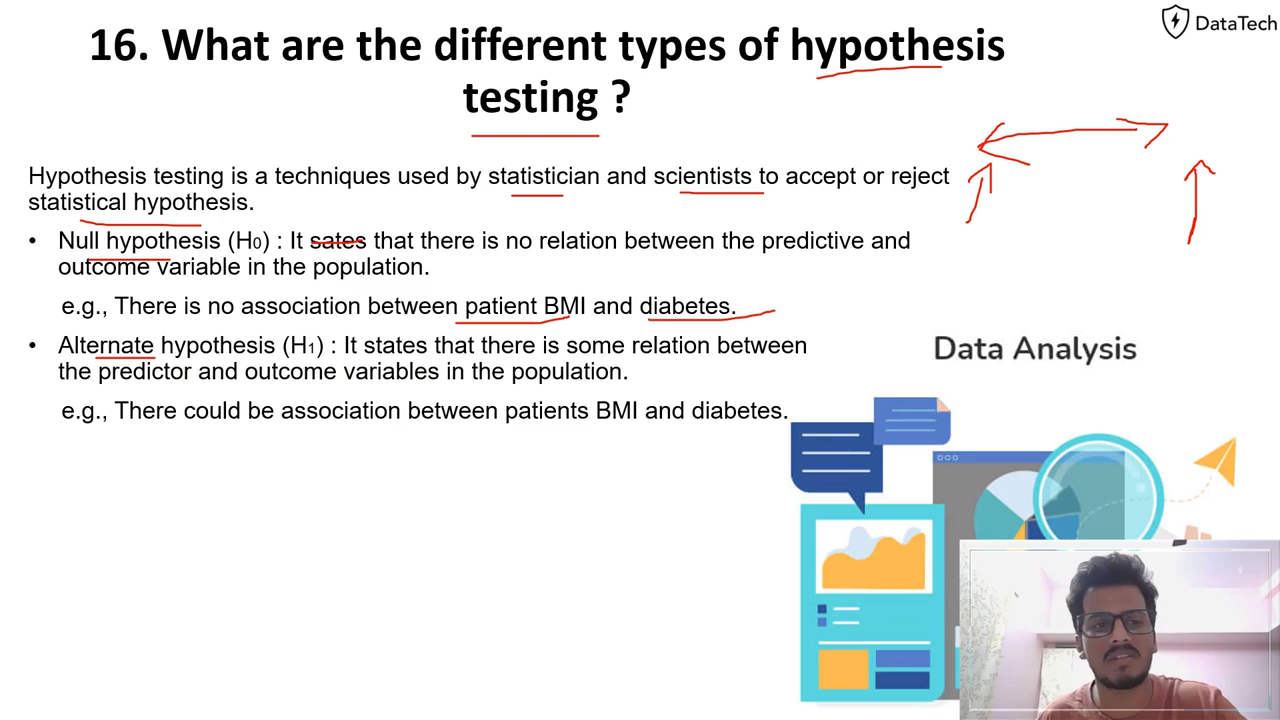 DataTech
16. What are the different types of hypothesis
testing ?
Hypothesis testing is a techniques used by statistician and scientists to accept or reject
statistical hypothesis.
• Null hypothesis (H₀) : It sates that there is no relation between the predictive and
outcome variable in the population.
e.g., There is no association between patient BMI and diabetes.
• Alternate hypothesis (H₁) : It states that there is some relation between
the predictor and outcome variables in the population.
e.g., There could be association between patients BMI and diabetes.
Data Analysis